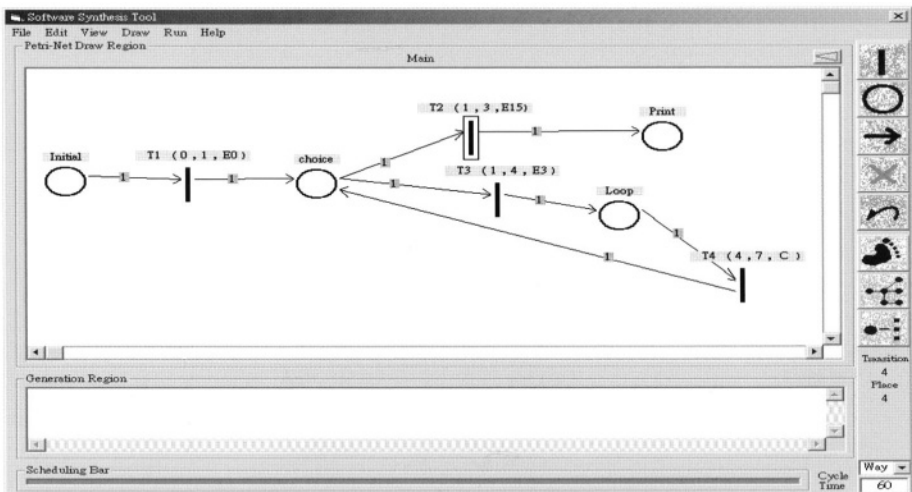 Software Synthesis Tool
File Edit View Draw Run Help
Petri-Net Draw Region
Main
T2 (1,3,E15)
Print
1
Initial
T1 (0,1,E0)
choice
1
T3 (1,4,E3)
1
1
1
Loop
1
1
T4 (4,7,C )
1
Transition
4
Place
4
Generation Region
Scheduling Bar
Cycle
Time
Way
60